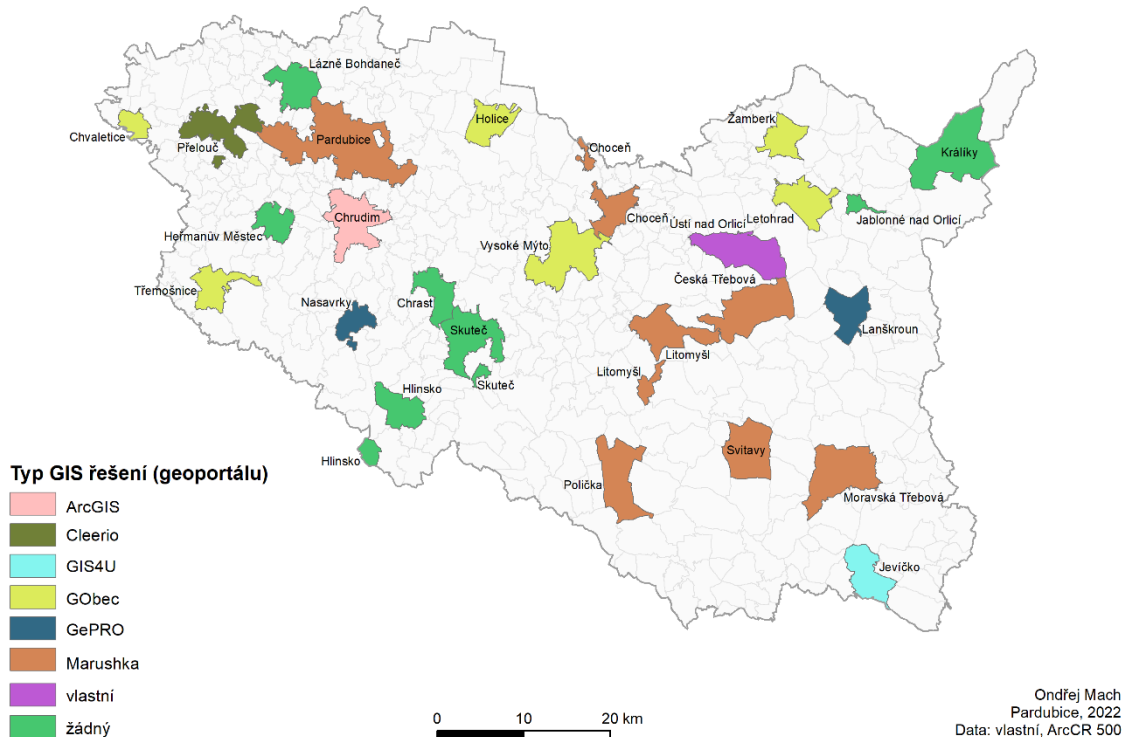 Lázně Bohdaneč
Chvaletice
Přelouč
Pardubice
Holice
Žamberk
Choceň
Králíky
Chrudim
Choceň
Letohrad
Jablonné nad Orlicí
Heřmanův Městec
Ústí nad Orlicí
Vysoké Mýto
Třemošnice
Česká Třebová
Nasavrky
Chrast
Skuteč
Lanškroun
Litomyšl
Litomyšl
Skuteč
Hlinsko
Hlinsko
Polička
Svitavy
Moravská Třebová
Jevíčko
Typ GIS řešení (geoportálu)
ArcGIS
Cleerio
GIS4U
GObec
GePRO
Marushka
vlastní
žádný
0 10 20 km
Ondřej Mach
Pardubice, 2022
Data: vlastní, ArcCR 500